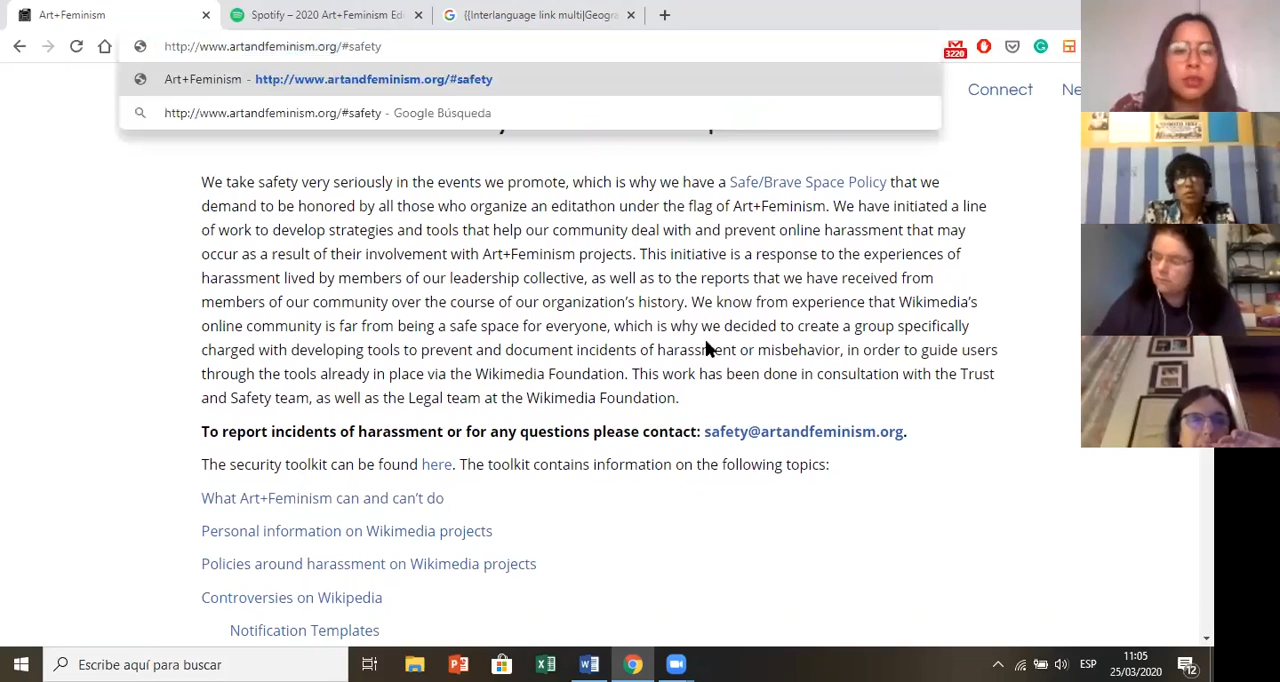 Art+Feminism
Spotify – 2020 Art+Feminism Edi
{{Interlanguage link multi|Geogra
http://www.artandfeminism.org/#safety
3220
Art+Feminism - http://www.artandfeminism.org/#safety
http://www.artandfeminism.org/#safety - Google Búsqueda
Connect
Ne
We take safety very seriously in the events we promote, which is why we have a Safe/Brave Space Policy that we
demand to be honored by all those who organize an editathon under the flag of Art+Feminism. We have initiated a line
of work to develop strategies and tools that help our community deal with and prevent online harassment that may
occur as a result of their involvement with Art+Feminism projects. This initiative is a response to the experiences of
harassment lived by members of our leadership collective, as well as to the reports that we have received from
members of our community over the course of our organization's history. We know from experience that Wikimedia's
online community is far from being a safe space for everyone, which is why we decided to create a group specifically
charged with developing tools to prevent and document incidents of harassment or misbehavior, in order to guide users
through the tools already in place via the Wikimedia Foundation. This work has been done in consultation with the Trust
and Safety team, as well as the Legal team at the Wikimedia Foundation.
To report incidents of harassment or for any questions please contact: safety@artandfeminism.org.
The security toolkit can be found here. The toolkit contains information on the following topics:
What Art+Feminism can and can't do
Personal information on Wikimedia projects
Policies around harassment on Wikimedia projects
Controversies on Wikipedia
Notification Templates
Escribe aquí para buscar
ESP
11:05
25/03/2020
12